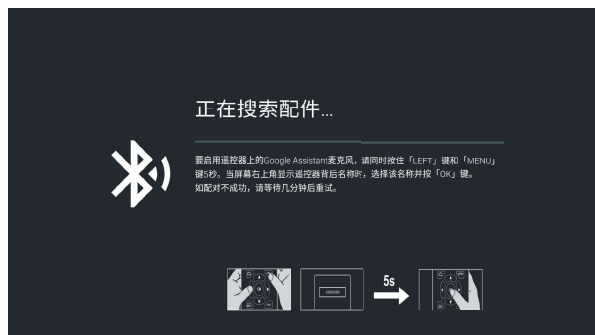 正在搜索配件...
要启用遥控器上的Google Assistant麦克风，请同时按住「LEFT」键和「MENU」
键5秒。当屏幕右上角显示遥控器背后名称时，选择该名称并按「OK」键。
如配对不成功，请等待几分钟后重试。
5s